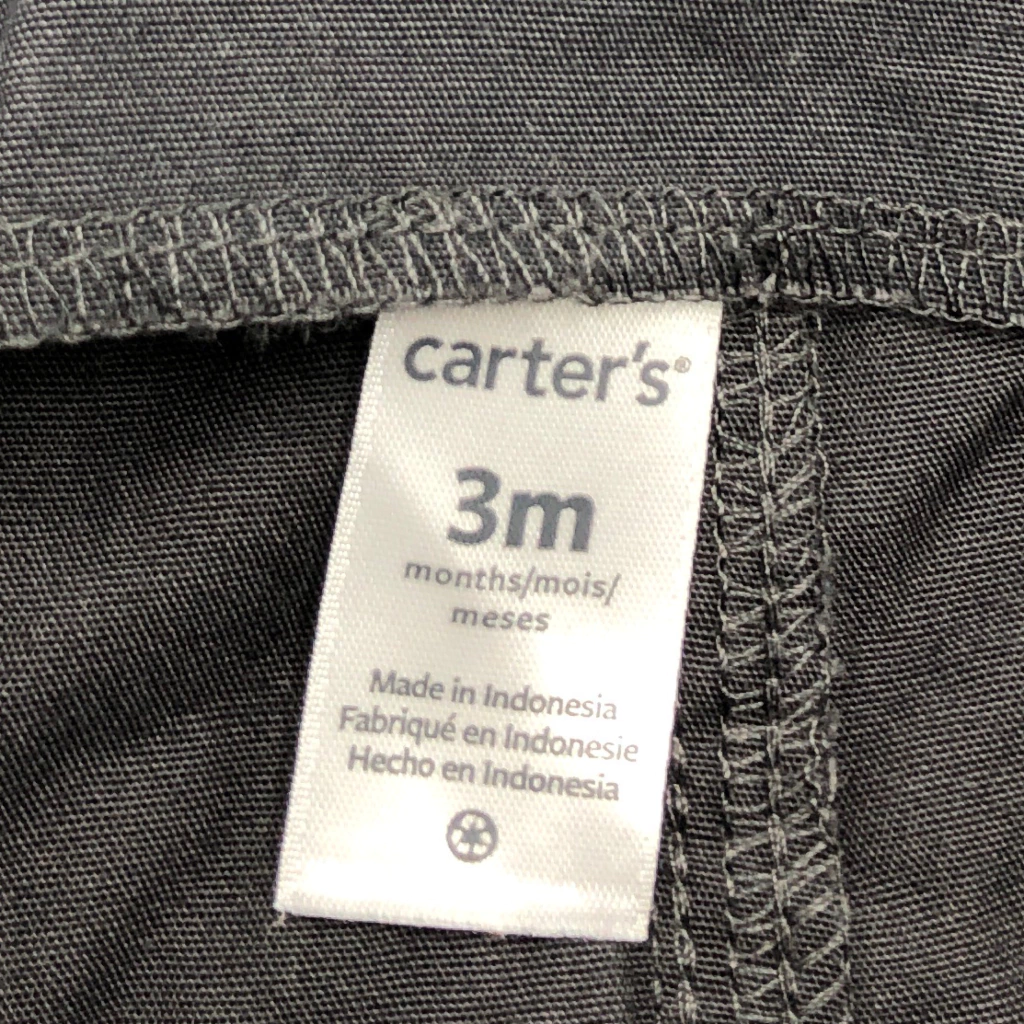 carter's®
3m
months/mois/
meses
Made in Indonesia
Fabriqué en Indonesie
Hecho en Indonesia